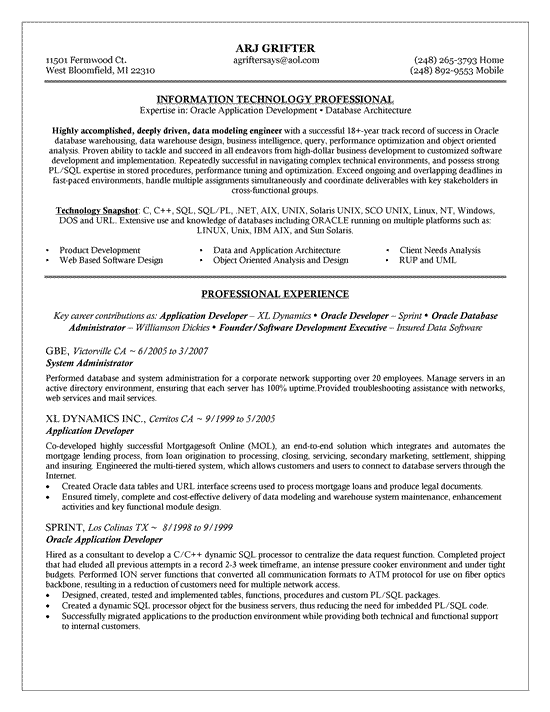 ARJ GRIFTER
11501 Fermwood Ct. agriftersays@aol.com (248) 265-3793 Home
West Bloomfield, MI 22310 (248) 892-9553 Mobile
INFORMATION TECHNOLOGY PROFESSIONAL
Expertise in: Oracle Application Development • Database Architecture
Highly accomplished, deeply driven, data modeling engineer with a successful 18+-year track record of success in Oracle
database warehousing, data warehouse design, business intelligence, query, performance optimization and object oriented
analysis. Proven ability to tackle and succeed in all endeavors from high-dollar business development to customized software
development and implementation. Repeatedly successful in navigating complex technical environments, and possess strong
PL/SQL expertise in stored procedures, performance tuning and optimization. Exceed ongoing and overlapping deadlines in
fast-paced environments, handle multiple assignments simultaneously and coordinate deliverables with key stakeholders in
cross-functional groups.
Technology Snapshot: C, C++, SQL, SQL/PL, .NET, AIX, UNIX, Solaris UNIX, SCO UNIX, Linux, NT, Windows,
DOS and URL. Extensive use and knowledge of databases including ORACLE running on multiple platforms such as:
LINUX, Unix, IBM AIX, and Sun Solaris.
• Product Development • Data and Application Architecture • Client Needs Analysis
• Web Based Software Design • Object Oriented Analysis and Design • RUP and UML
PROFESSIONAL EXPERIENCE
Key career contributions as: Application Developer – XL Dynamics • Oracle Developer – Sprint • Oracle Database
Administrator – Williamson Dickies • Founder/Software Development Executive – Insured Data Software
GBE, Victorville CA ~ 6/2005 to 3/2007
System Administrator
Performed database and system administration for a corporate network supporting over 20 employees. Manage servers in an
active directory environment, ensuring that each server has 100% uptime.Provided troubleshooting assistance with networks,
web services and mail services.
XL DYNAMICS INC., Cerritos CA ~ 9/1999 to 5/2005
Application Developer
Co-developed highly successful Mortgagesoft Online (MOL), an end-to-end solution which integrates and automates the
mortgage lending process, from loan origination to processing, closing, servicing, secondary marketing, settlement, shipping
and insuring. Engineered the multi-tiered system, which allows customers and users to connect to database servers through the
Internet.
• Created Oracle data tables and URL interface screens used to process mortgage loans and produce legal documents.
• Ensured timely, complete and cost-effective delivery of data modeling and warehouse system maintenance, enhancement
activities and key functional module design.
SPRINT, Los Colinas TX ~ 8/1998 to 9/1999
Oracle Application Developer
Hired as a consultant to develop a C/C++ dynamic SQL processor to centralize the data request function. Completed project
that had eluded all previous attempts in a record 2-3 week timeframe, an intense pressure cooker environment and under tight
budgets. Performed ION server functions that converted all communication formats to ATM protocol for use on fiber optics
backbone, resulting in a reduction of customers need for multiple network access.
• Designed, created, tested and implemented tables, functions, procedures and custom PL/SQL packages.
• Created a dynamic SQL processor object for the business servers, thus reducing the need for imbedded PL/SQL code.
• Successfully migrated applications to the production environment while providing both technical and functional support
to internal customers.